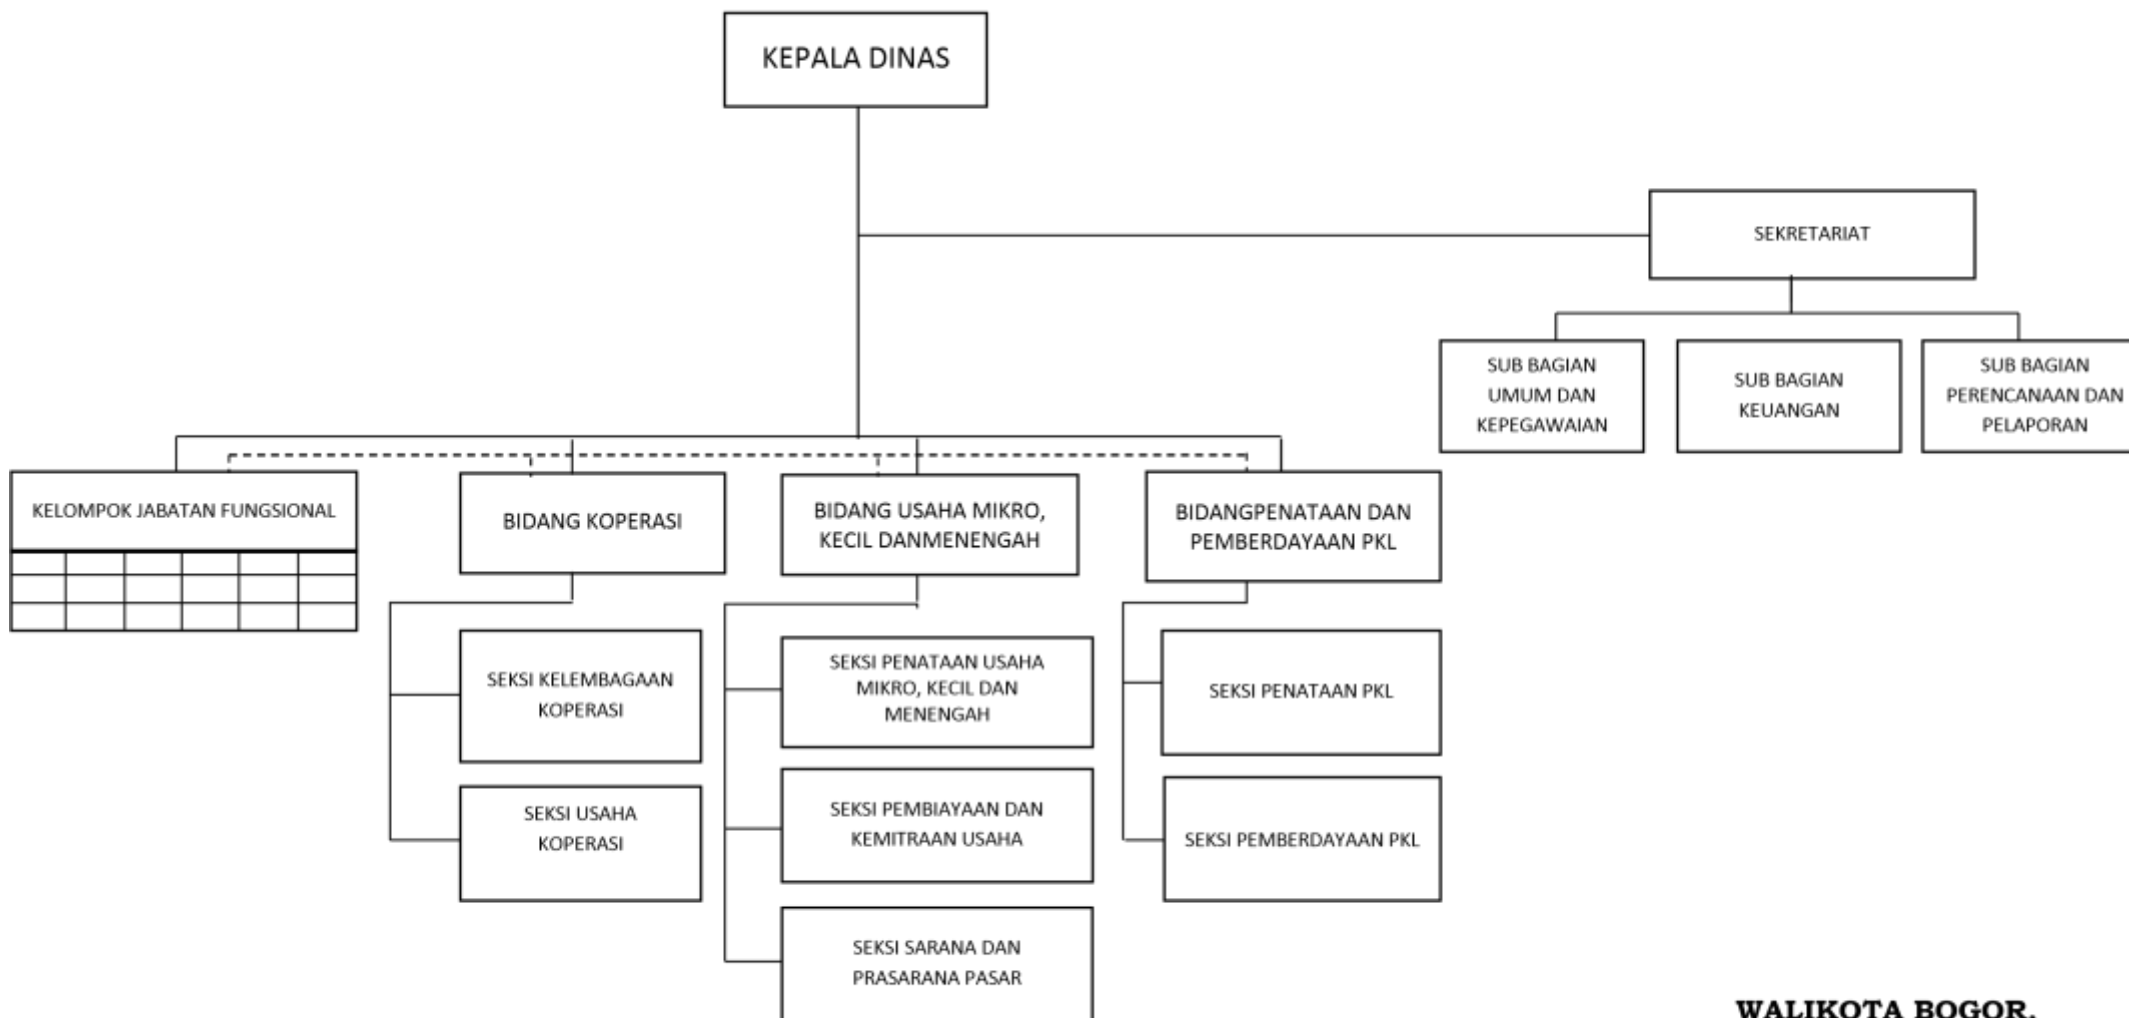 KEPALA DINAS
SEKRETARIAT
SUB BAGIAN
UMUM DAN
KEPEGAWAIAN
SUB BAGIAN
KEUANGAN
SUB BAGIAN
PERENCANAAN DAN
PELAPORAN
KELOMPOK JABATAN FUNGSIONAL
BIDANG KOPERASI
BIDANG USAHA MIKRO,
KECIL DANMENENGAH
BIDANGPENATAAN DAN
PEMBERDAYAAN PKL
SEKSI KELEMBAGAAN
KOPERASI
SEKSI USAHA
KOPERASI
SEKSI PENATAAN USAHA
MIKRO, KECIL DAN
MENENGAH
SEKSI PEMBIAYAAN DAN
KEMITRAAN USAHA
SEKSI SARANA DAN
PRASARANA PASAR
SEKSI PENATAAN PKL
SEKSI PEMBERDAYAAN PKL
WALIKOTA BOGOR,